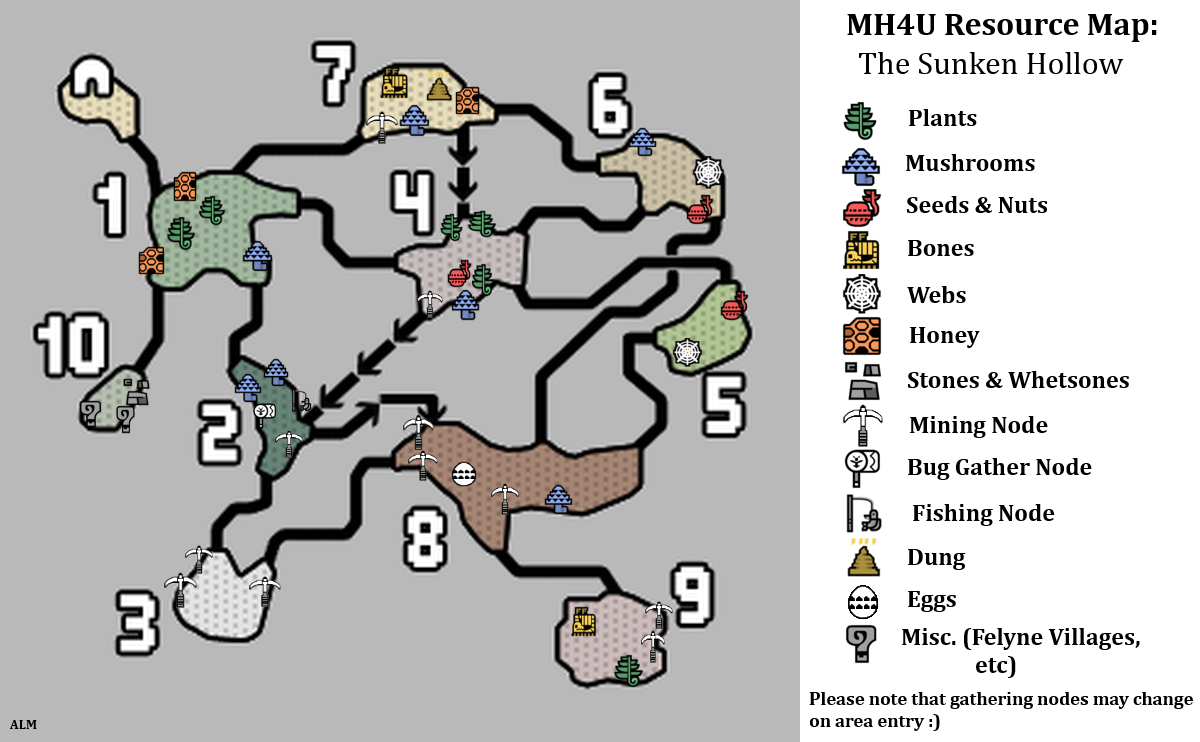 MH4U Resource Map:
The Sunken Hollow
7
6
4
1
10
2
5
8
9
3
Plants
Mushrooms
Seeds & Nuts
Bones
Webs
Honey
Stones & Whetsones
Mining Node
Bug Gather Node
Fishing Node
Dung
Eggs
Misc. (Felyne Villages,
etc)
Please note that gathering nodes may change
on area entry :)
ALM